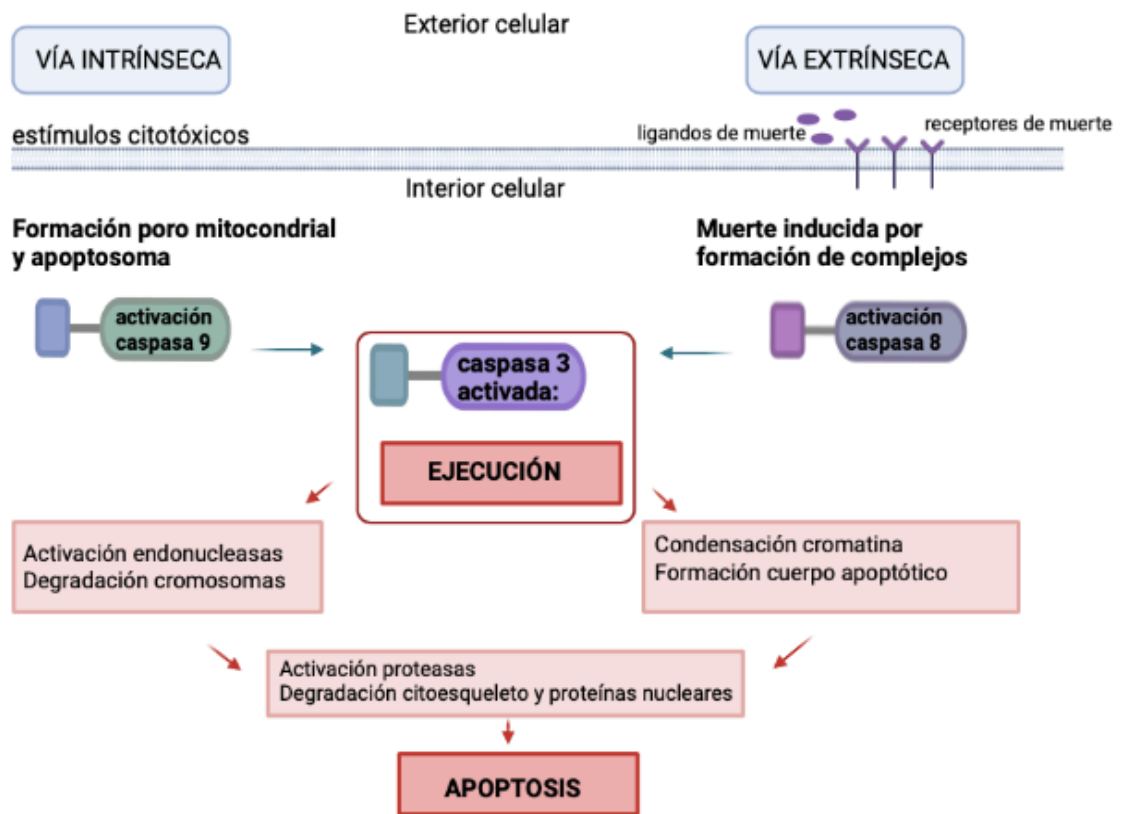 Exterior celular
VÍA INTRÍNSECA
VÍA EXTRÍNSECA
estímulos citotóxicos
ligandos de muerte
receptores de muerte
Interior celular
Formación poro mitocondrial
y apoptosoma
Muerte inducida por
formación de complejos
activación
caspasa 9
caspasa 3
activada:
activación
caspasa 8
EJECUCIÓN
Activación endonucleasas
Degradación cromosomas
Condensación cromatina
Formación cuerpo apoptótico
Activación proteasas
Degradación citoesqueleto y proteínas nucleares
APOPTOSIS